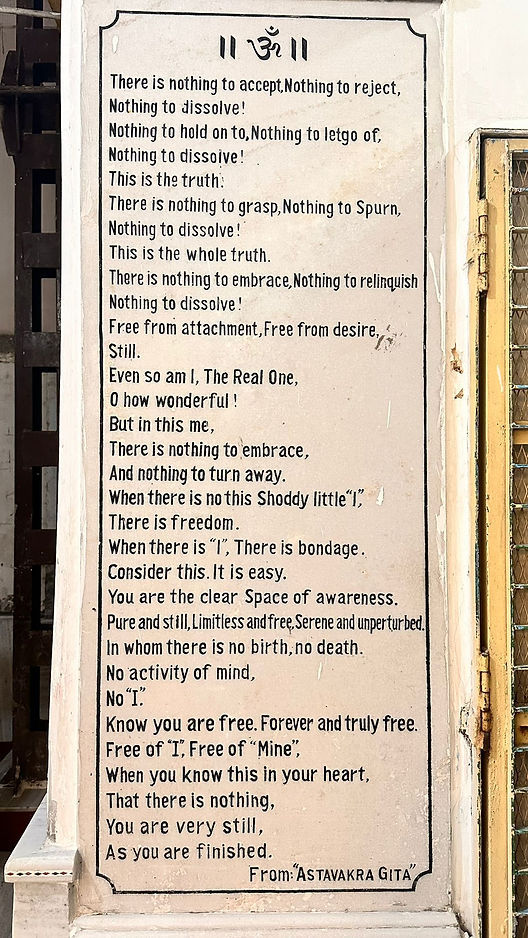 ॥ ॐ ॥
There is nothing to accept,Nothing to reject,
Nothing to dissolve!
Nothing to hold on to,Nothing to letgo of,
Nothing to dissolve!
This is the truth:
There is nothing to grasp,Nothing to Spurn,
Nothing to dissolve!
This is the whole truth.
There is nothing to embrace,Nothing to relinquish
Nothing to dissolve!
Free from attachment,Free from desire,
Still.
Even so am I, The Real One,
O how wonderful!
But in this me,
There is nothing to embrace,
And nothing to turn away.
When there is no this Shoddy little“I”,
There is freedom.
When there is “I”, There is bondage.
Consider this. It is easy.
You are the clear Space of awareness.
Pure and still,Limitless and free,Serene and unperturbed.
In whom there is no birth,no death.
No activity of mind,
No“I”.
Know you are free. Forever and truly free.
Free of “I”, Free of “Mine”,
When you know this in your heart,
That there is nothing,
You are very still,
As you are finished.
From:“ASTAVAKRA GITA”